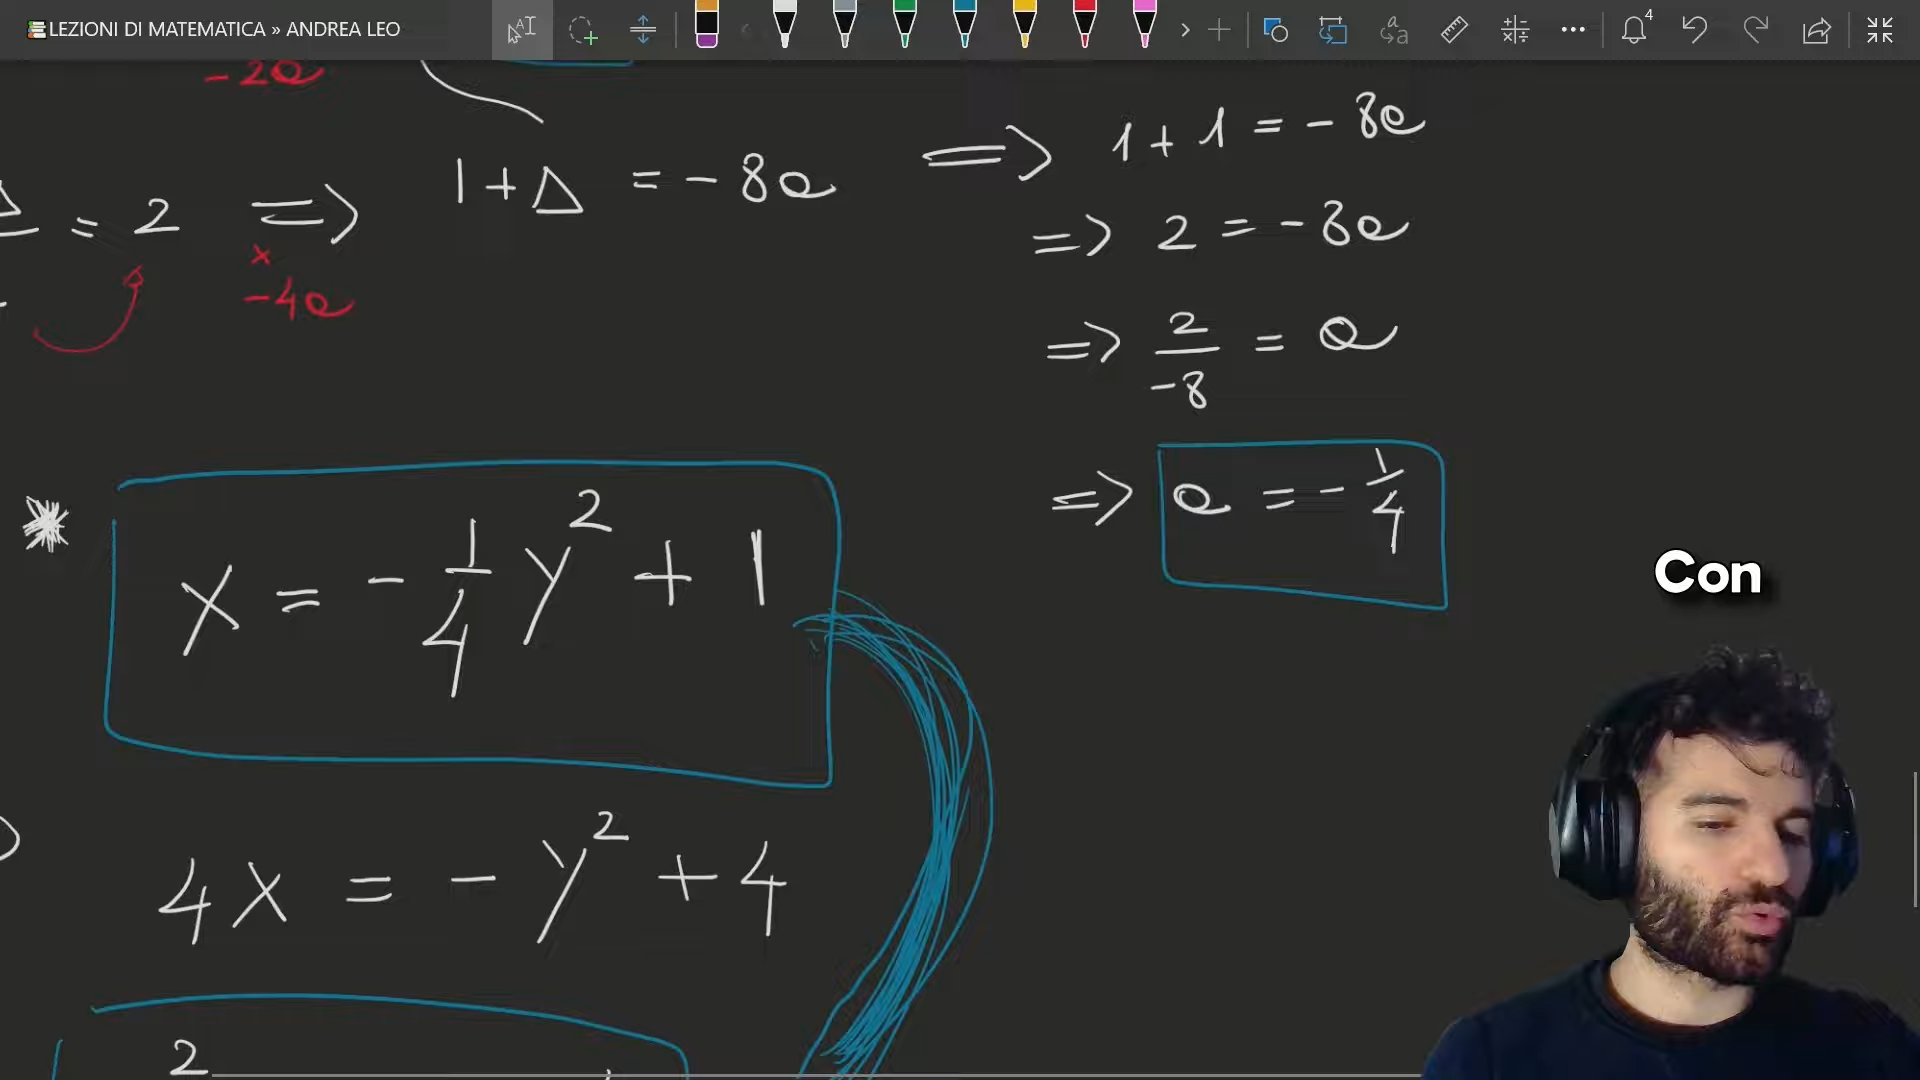 LEZIONI DI MATEMATICA » ANDREA LEO
4
-2a
1 + 1 = - 8a
= 2 => 1 + Δ = - 8a =>
x
-4a
=> 2 = - 8a
=> 2/-8 = a
=> a = - 1/4
* x = - 1/4 y² + 1
Con
4x = - y² + 4
2